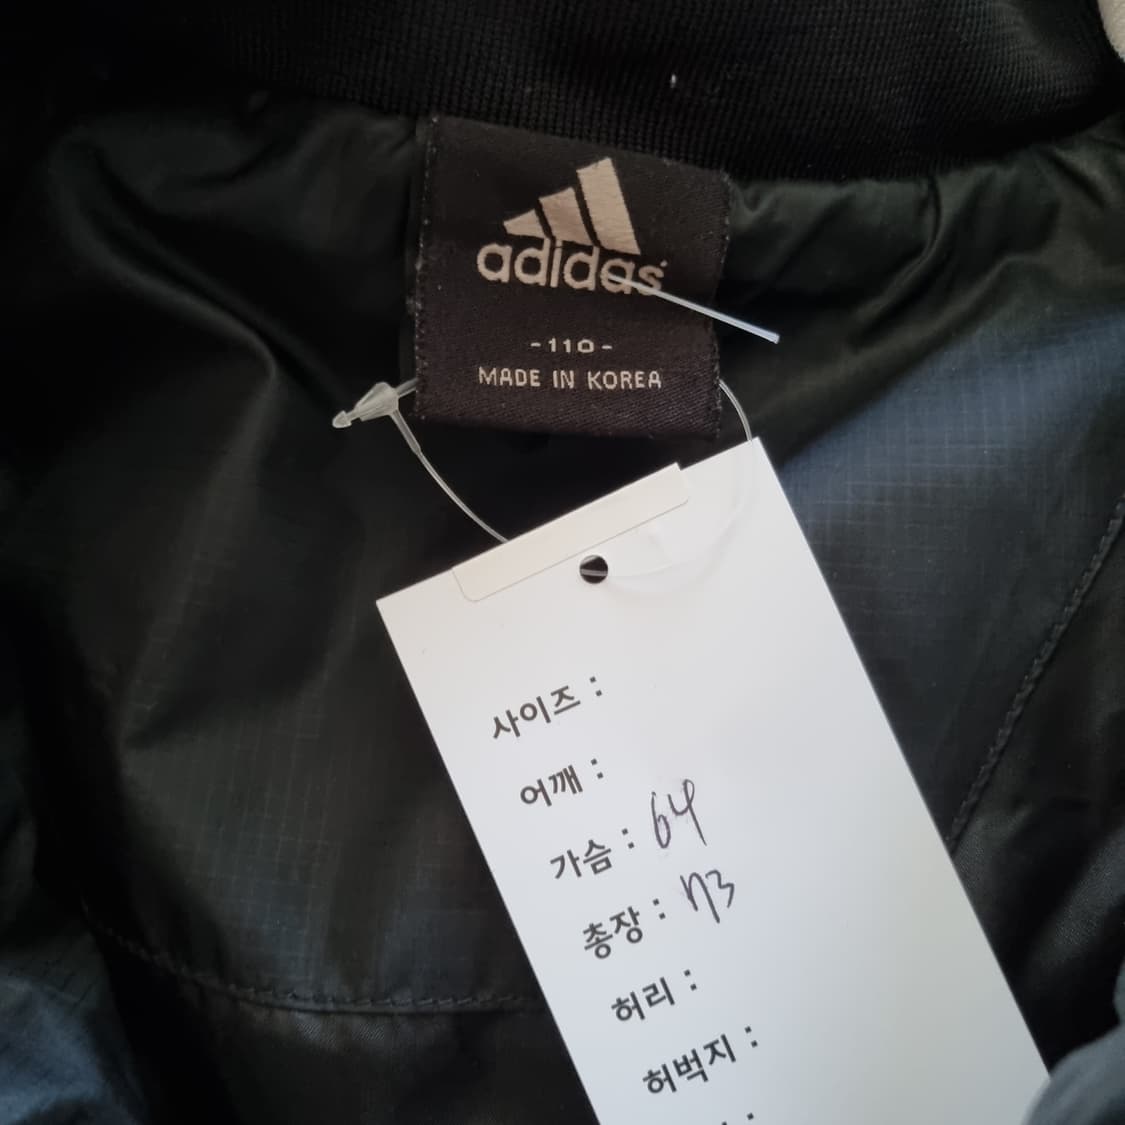 adidas
-110-
MADE IN KOREA
사이즈 :
어깨 :
가슴 : 64
총장 : 73
허리 :
허벅지 :